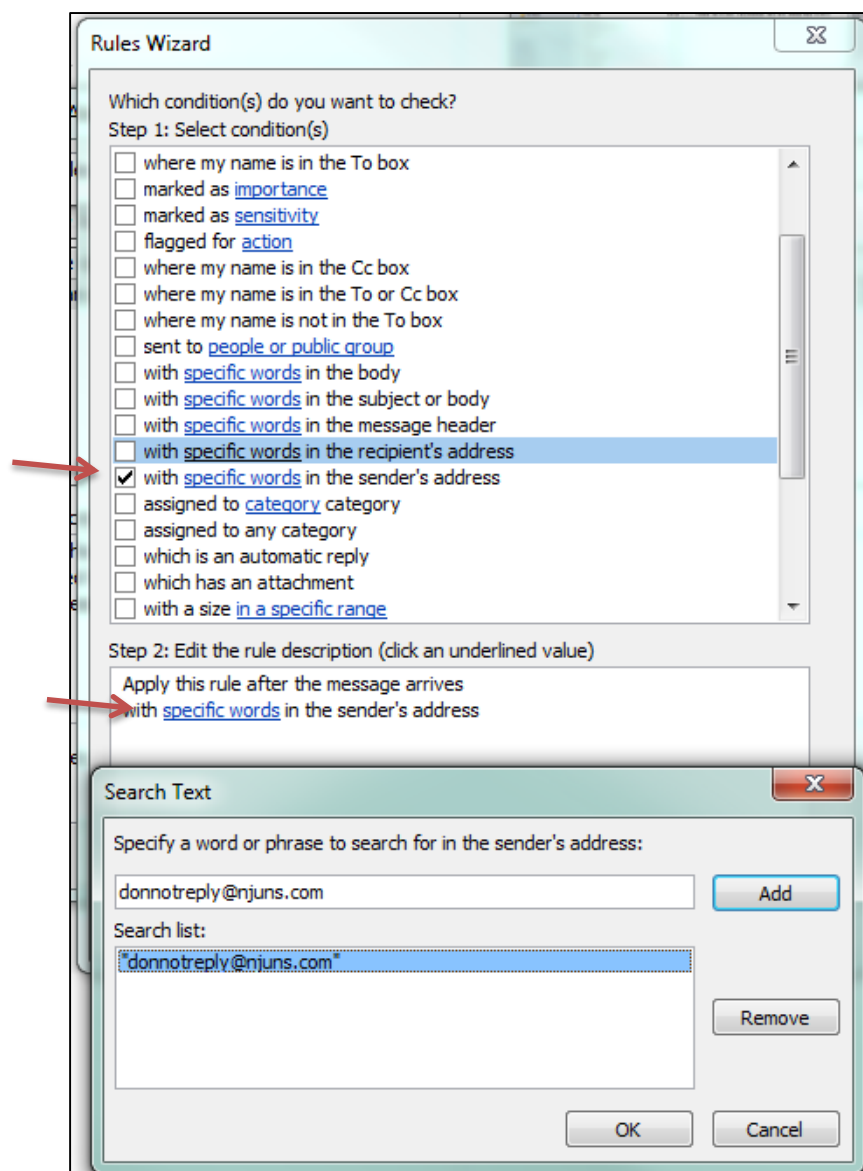 Rules Wizard
Which condition(s) do you want to check?
Step 1: Select condition(s)
where my name is in the To box
marked as importance
marked as sensitivity
flagged for action
where my name is in the Cc box
where my name is in the To or Cc box
where my name is not in the To box
sent to people or public group
with specific words in the body
with specific words in the subject or body
with specific words in the message header
with specific words in the recipient's address
with specific words in the sender's address
assigned to category category
assigned to any category
which is an automatic reply
which has an attachment
with a size in a specific range
Step 2: Edit the rule description (click an underlined value)
Apply this rule after the message arrives
with specific words in the sender's address
Search Text
Specify a word or phrase to search for in the sender's address:
donnotreply@njuns.com
Add
Search list:
"donnotreply@njuns.com"
Remove
OK
Cancel